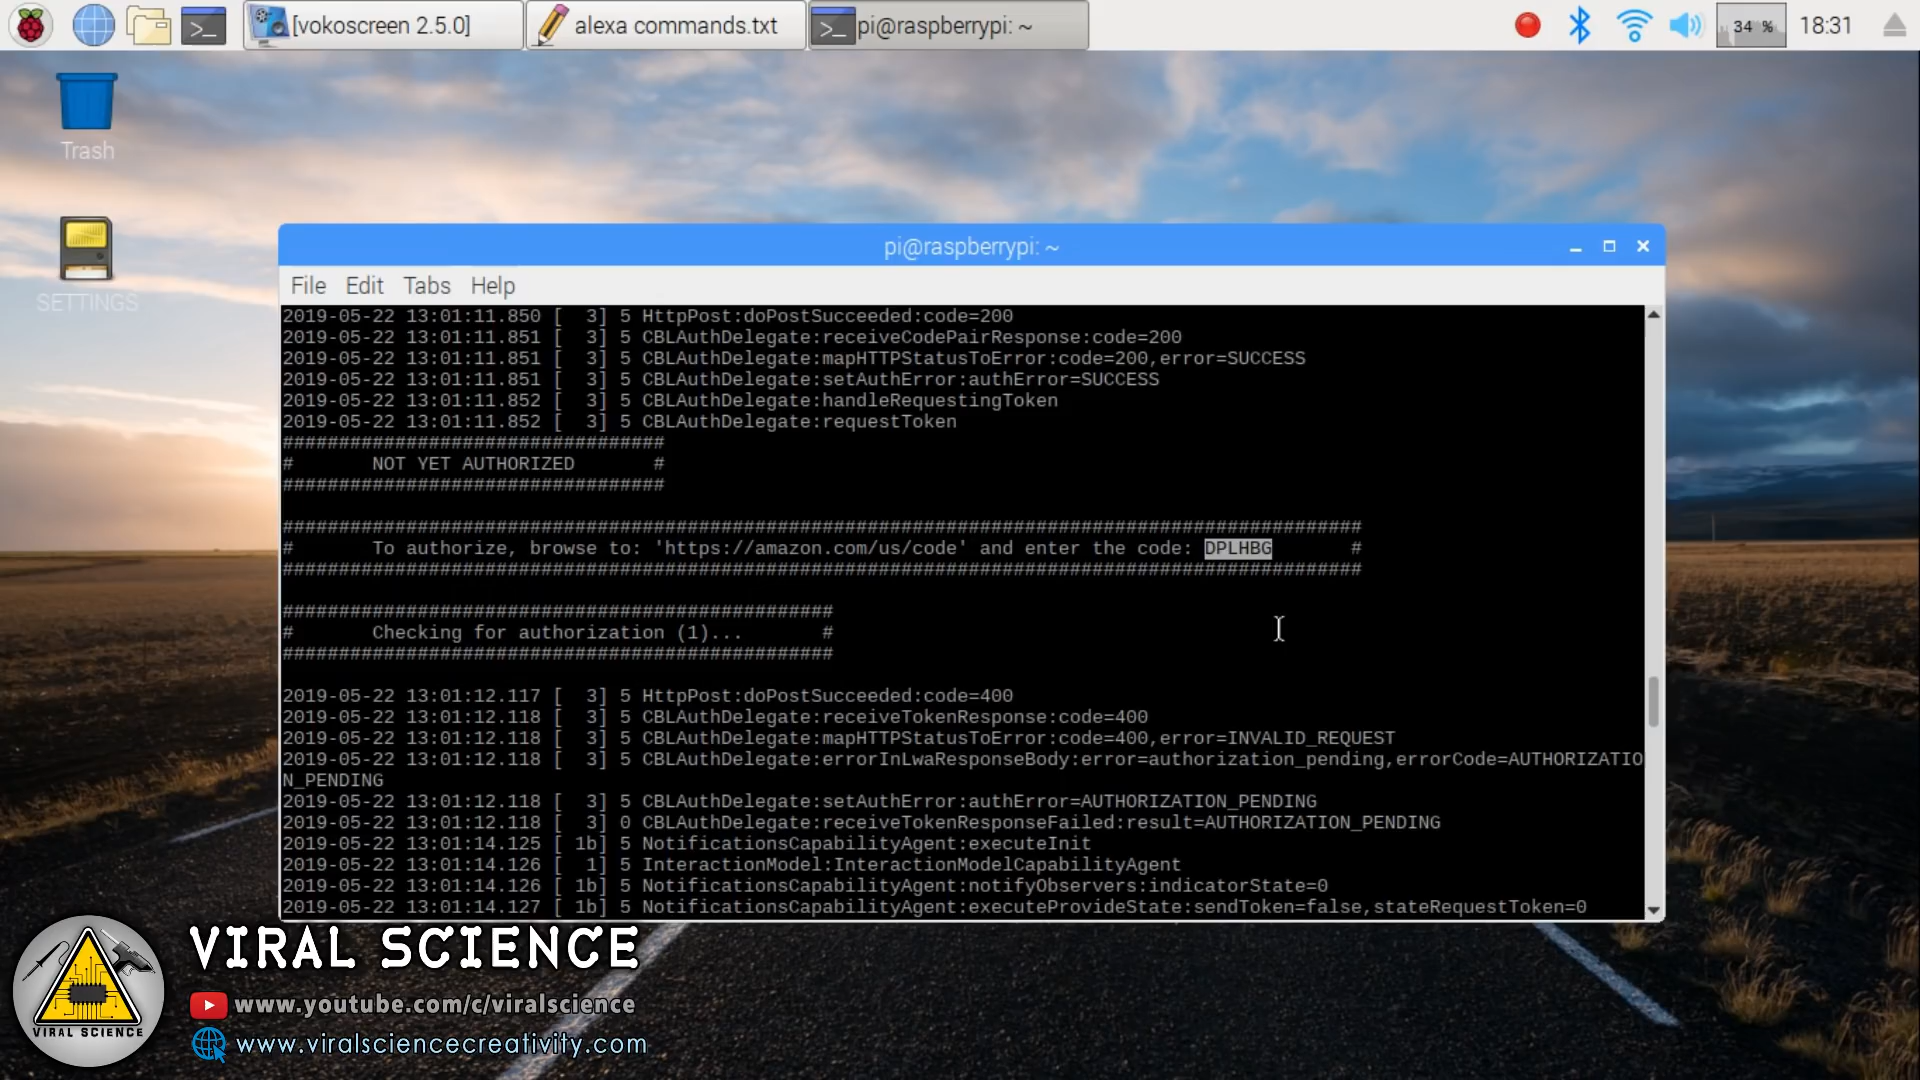 [vokoscreen 2.5.0]
alexa commands.txt
pi@raspberrypi: ~
34 %
18:31
Trash
SETTINGS
pi@raspberrypi: ~
File Edit Tabs Help
2019-05-22 13:01:11.850 [  3] 5 HttpPost:doPostSucceeded:code=200
2019-05-22 13:01:11.851 [  3] 5 CBLAuthDelegate:receiveCodePairResponse:code=200
2019-05-22 13:01:11.851 [  3] 5 CBLAuthDelegate:mapHTTPStatusToError:code=200,error=SUCCESS
2019-05-22 13:01:11.851 [  3] 5 CBLAuthDelegate:setAuthError:authError=SUCCESS
2019-05-22 13:01:11.852 [  3] 5 CBLAuthDelegate:handleRequestingToken
2019-05-22 13:01:11.852 [  3] 5 CBLAuthDelegate:requestToken
##################################
#       NOT YET AUTHORIZED       #
##################################
################################################################################################
#       To authorize, browse to: 'https://amazon.com/us/code' and enter the code: DPLHBG       #
################################################################################################
#################################################
#       Checking for authorization (1)...       #
#################################################
2019-05-22 13:01:12.117 [  3] 5 HttpPost:doPostSucceeded:code=400
2019-05-22 13:01:12.118 [  3] 5 CBLAuthDelegate:receiveTokenResponse:code=400
2019-05-22 13:01:12.118 [  3] 5 CBLAuthDelegate:mapHTTPStatusToError:code=400,error=INVALID_REQUEST
2019-05-22 13:01:12.118 [  3] 5 CBLAuthDelegate:errorInLwaResponseBody:error=authorization_pending,errorCode=AUTHORIZATIO
N_PENDING
2019-05-22 13:01:12.118 [  3] 5 CBLAuthDelegate:setAuthError:authError=AUTHORIZATION_PENDING
2019-05-22 13:01:12.118 [  3] 0 CBLAuthDelegate:receiveTokenResponseFailed:result=AUTHORIZATION_PENDING
2019-05-22 13:01:14.125 [ 1b] 5 NotificationsCapabilityAgent:executeInit
2019-05-22 13:01:14.126 [  1] 5 InteractionModel:InteractionModelCapabilityAgent
2019-05-22 13:01:14.126 [ 1b] 5 NotificationsCapabilityAgent:notifyObservers:indicatorState=0
2019-05-22 13:01:14.127 [ 1b] 5 NotificationsCapabilityAgent:executeProvideState:sendToken=false,stateRequestToken=0
VIRAL SCIENCE
VIRAL SCIENCE
www.youtube.com/c/viralscience
www.viralsciencecreativity.com